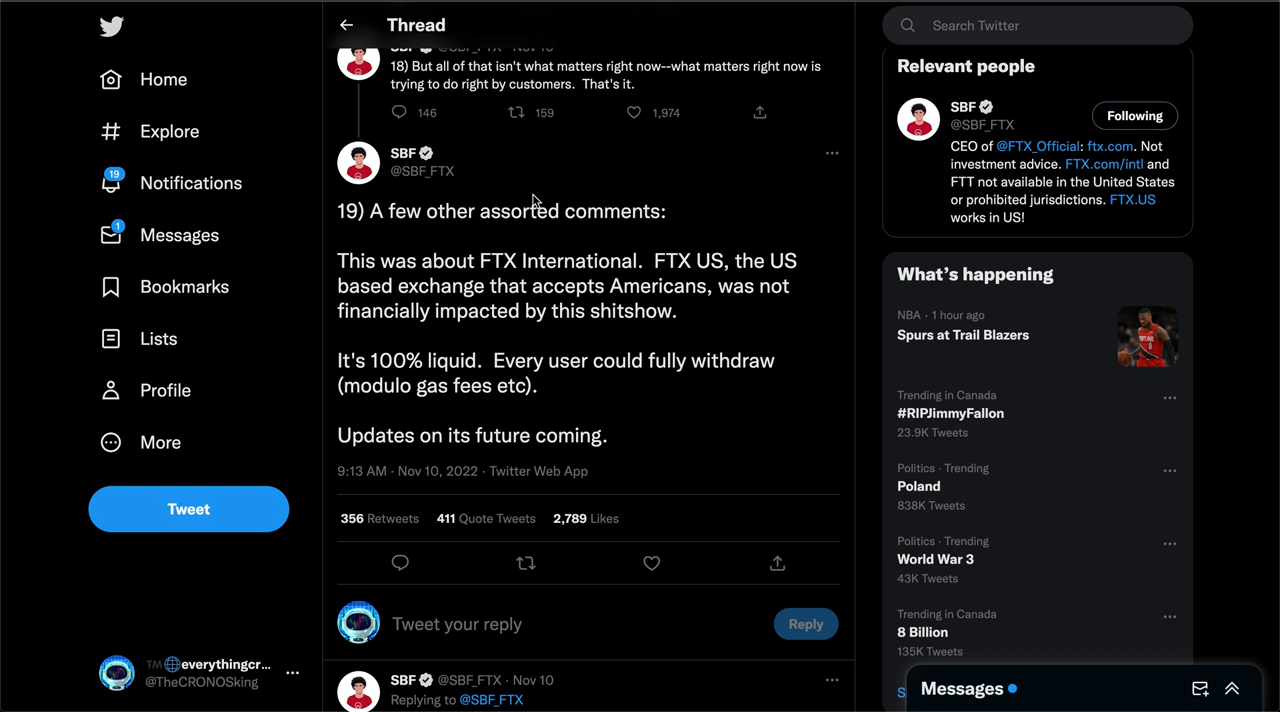 Home
Explore
19
Notifications
1
Messages
Bookmarks
Lists
Profile
More
Tweet
TM🌐everythingcr...
@TheCRONOSking
Thread
SBF @SBF_FTX · Nov 10
18) But all of that isn't what matters right now--what matters right now is
trying to do right by customers.  That's it.
146 159 1,974
SBF
@SBF_FTX
19) A few other assorted comments:
This was about FTX International.  FTX US, the US
based exchange that accepts Americans, was not
financially impacted by this shitshow.
It's 100% liquid.  Every user could fully withdraw
(modulo gas fees etc).
Updates on its future coming.
9:13 AM · Nov 10, 2022 · Twitter Web App
356 Retweets 411 Quote Tweets 2,789 Likes
Tweet your reply
Reply
SBF @SBF_FTX · Nov 10
Replying to @SBF_FTX
Search Twitter
Relevant people
SBF
@SBF_FTX
Following
CEO of @FTX_Official: ftx.com. Not
investment advice. FTX.com/intl and
FTT not available in the United States
or prohibited jurisdictions. FTX.US
works in US!
What's happening
NBA · 1 hour ago
Spurs at Trail Blazers
Trending in Canada
#RIPJimmyFallon
23.9K Tweets
Politics · Trending
Poland
838K Tweets
Politics · Trending
World War 3
43K Tweets
Trending in Canada
8 Billion
135K Tweets
Messages